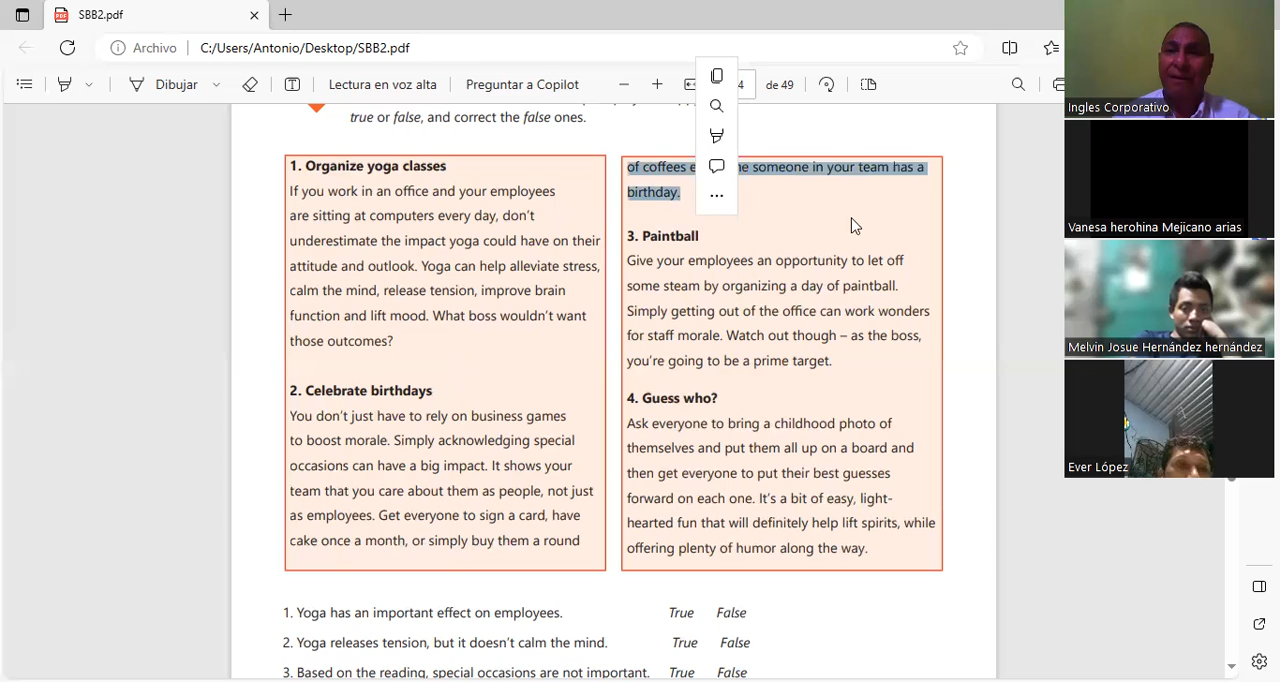 SBB2.pdf
Archivo
C:/Users/Antonio/Desktop/SBB2.pdf
Dibujar
Lectura en voz alta
Preguntar a Copilot
4
de 49
true or false, and correct the false ones.
1. Organize yoga classes
If you work in an office and your employees
are sitting at computers every day, don't
underestimate the impact yoga could have on their
attitude and outlook. Yoga can help alleviate stress,
calm the mind, release tension, improve brain
function and lift mood. What boss wouldn't want
those outcomes?
2. Celebrate birthdays
You don't just have to rely on business games
to boost morale. Simply acknowledging special
occasions can have a big impact. It shows your
team that you care about them as people, not just
as employees. Get everyone to sign a card, have
cake once a month, or simply buy them a round
of coffees someone in your team has a
birthday.
3. Paintball
Give your employees an opportunity to let off
some steam by organizing a day of paintball.
Simply getting out of the office can work wonders
for staff morale. Watch out though – as the boss,
you're going to be a prime target.
4. Guess who?
Ask everyone to bring a childhood photo of
themselves and put them all up on a board and
then get everyone to put their best guesses
forward on each one. It's a bit of easy, light-
hearted fun that will definitely help lift spirits, while
offering plenty of humor along the way.
1. Yoga has an important effect on employees. True False
2. Yoga releases tension, but it doesn't calm the mind. True False
3. Based on the reading, special occasions are not important. True False
Ingles Corporativo
Vanesa herohina Mejicano arias
Melvin Josue Hernández hernández
Ever López